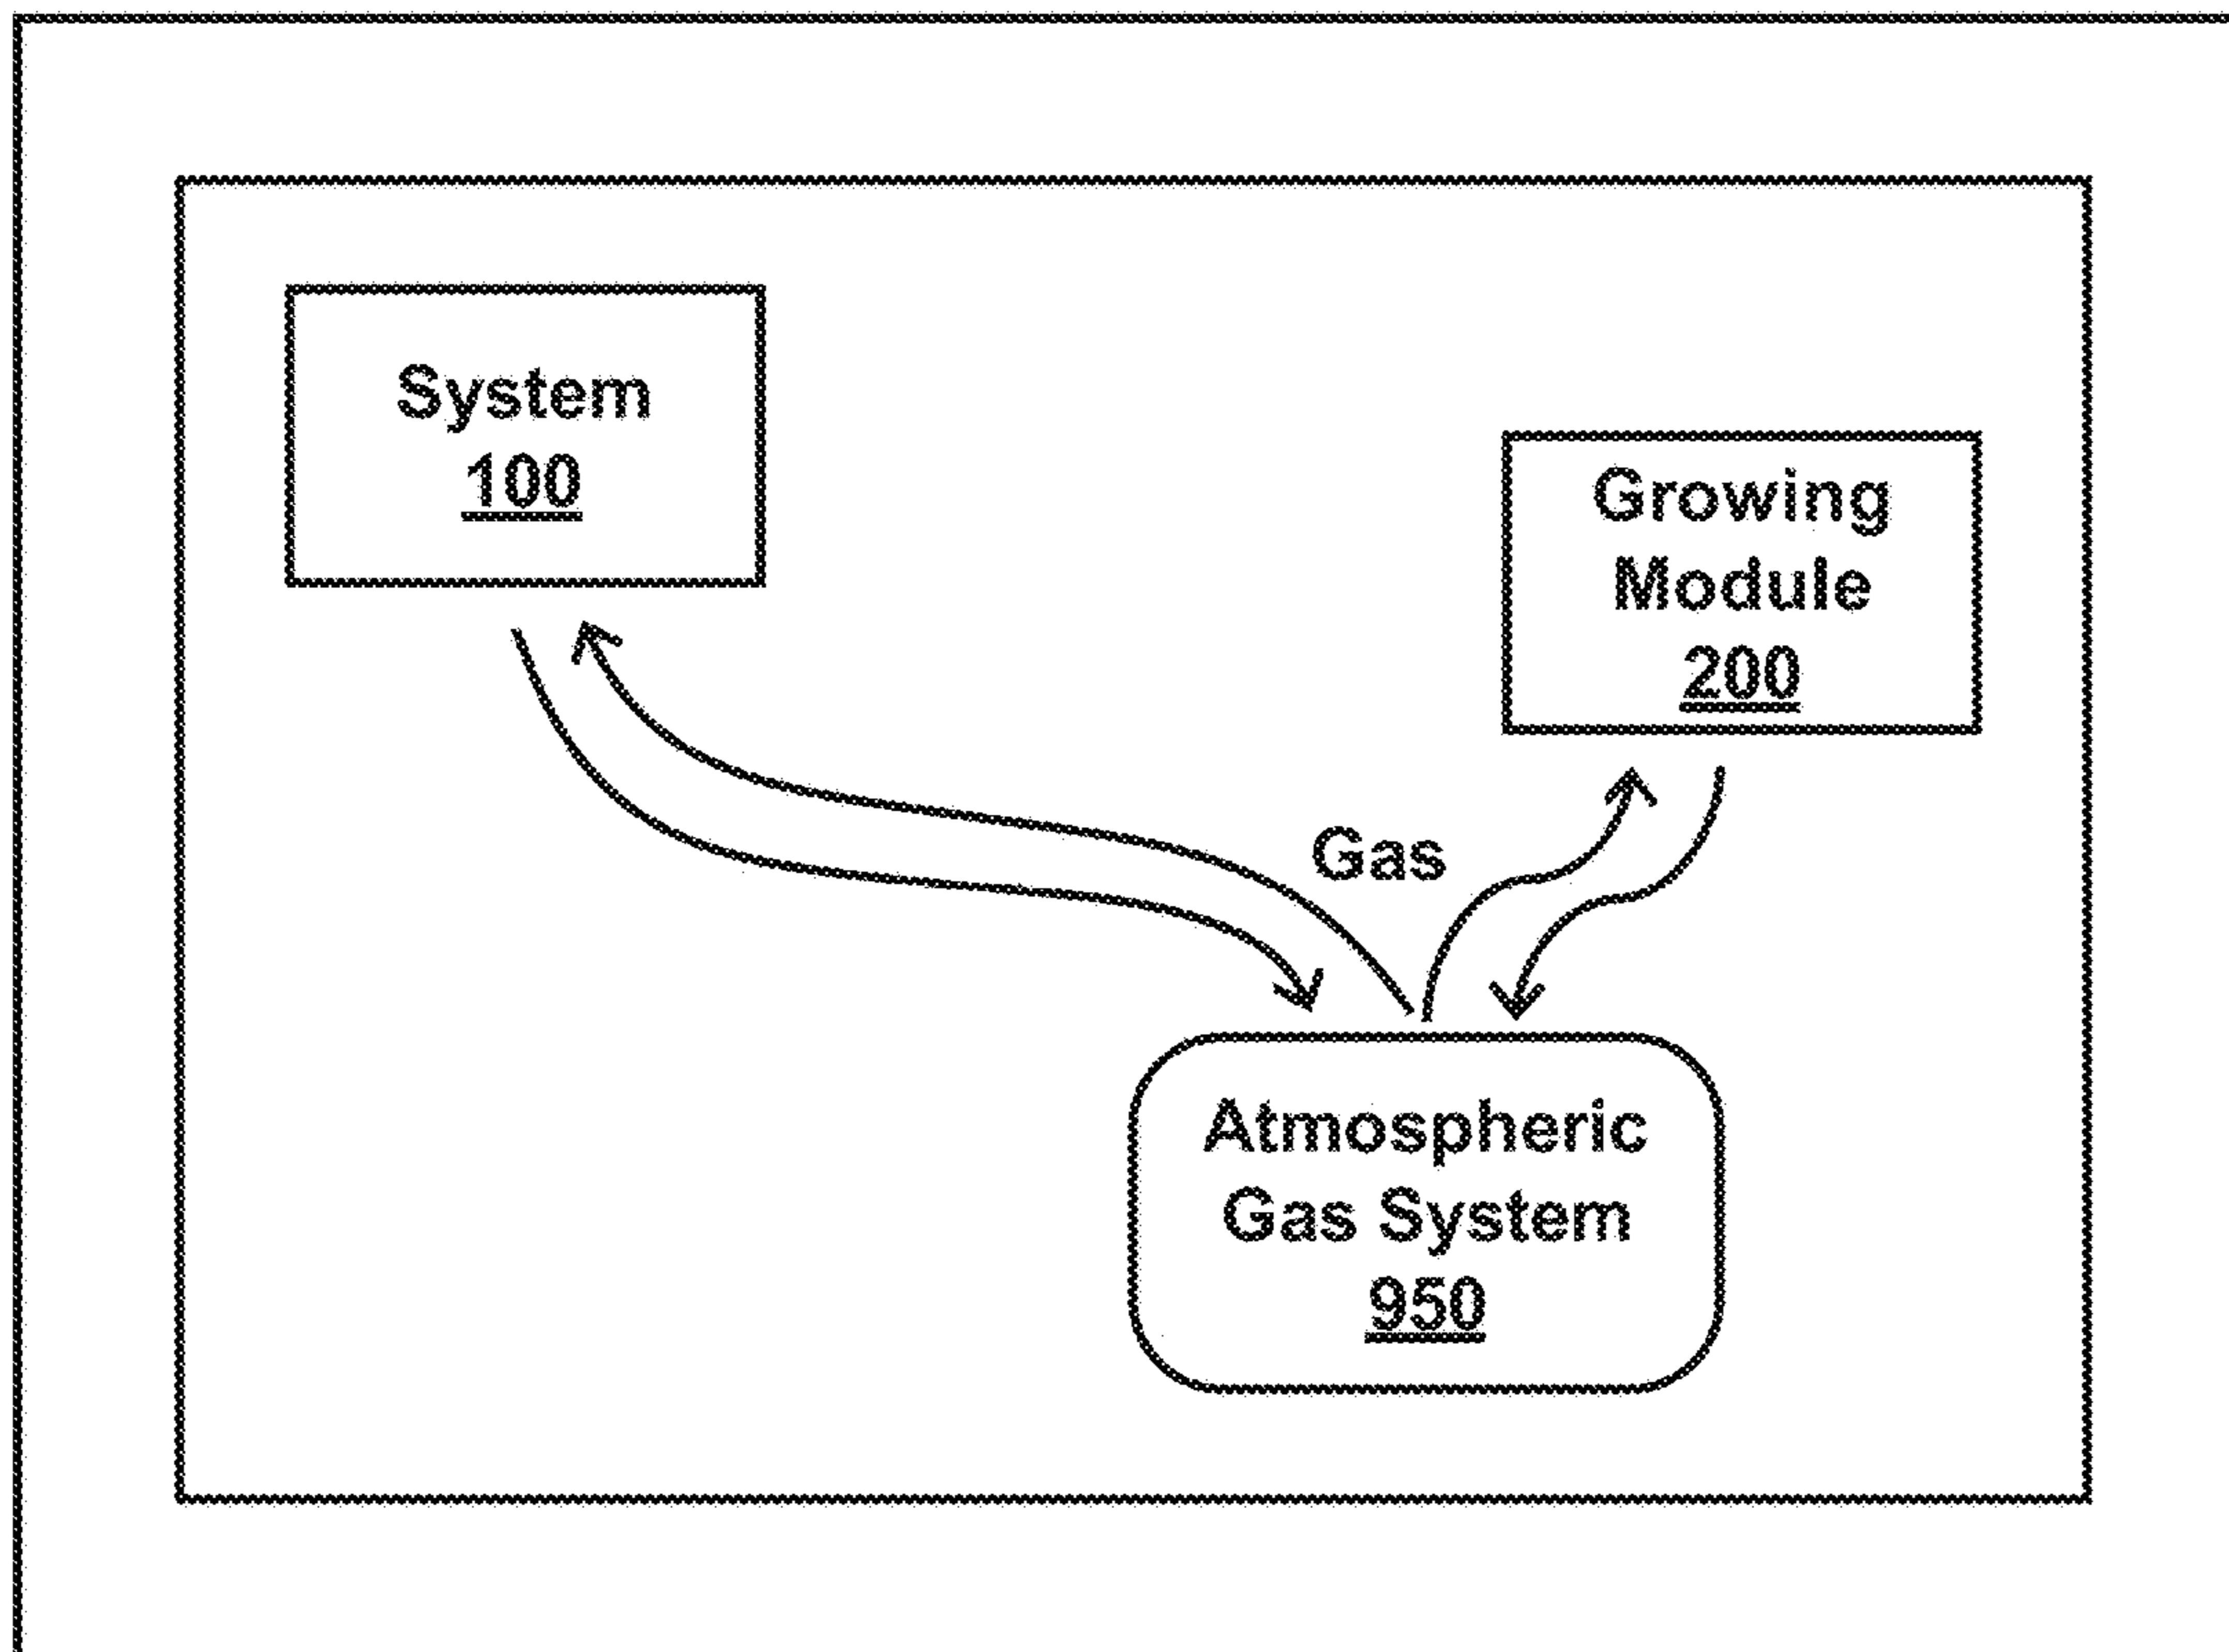 System
100
Growing
Module
200
Gas
Atmospheric
Gas System
950